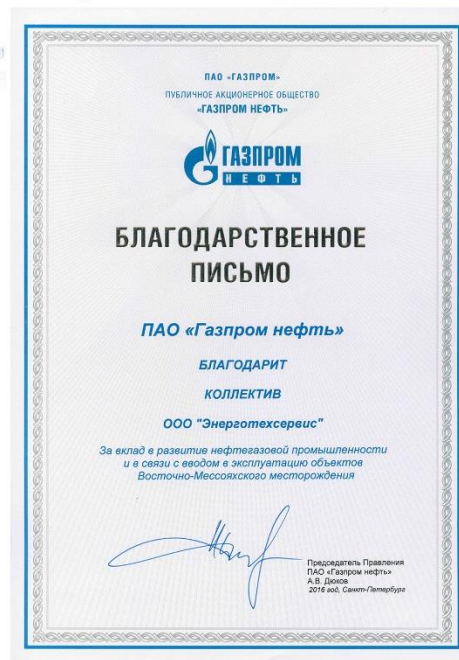 ПАО «ГАЗПРОМ»
ПУБЛИЧНОЕ АКЦИОНЕРНОЕ ОБЩЕСТВО
«ГАЗПРОМ НЕФТЬ»
ГАЗПРОМ
НЕФТЬ
БЛАГОДАРСТВЕННОЕ
ПИСЬМО
ПАО «Газпром нефть»
БЛАГОДАРИТ
КОЛЛЕКТИВ
ООО "Энерготехсервис"
За вклад в развитие нефтегазовой промышленности
и в связи с вводом в эксплуатацию объектов
Восточно-Мессояхского месторождения
Председатель Правления
ПАО «Газпром нефть»
А.В. Дюков
2016 год, Санкт-Петербург